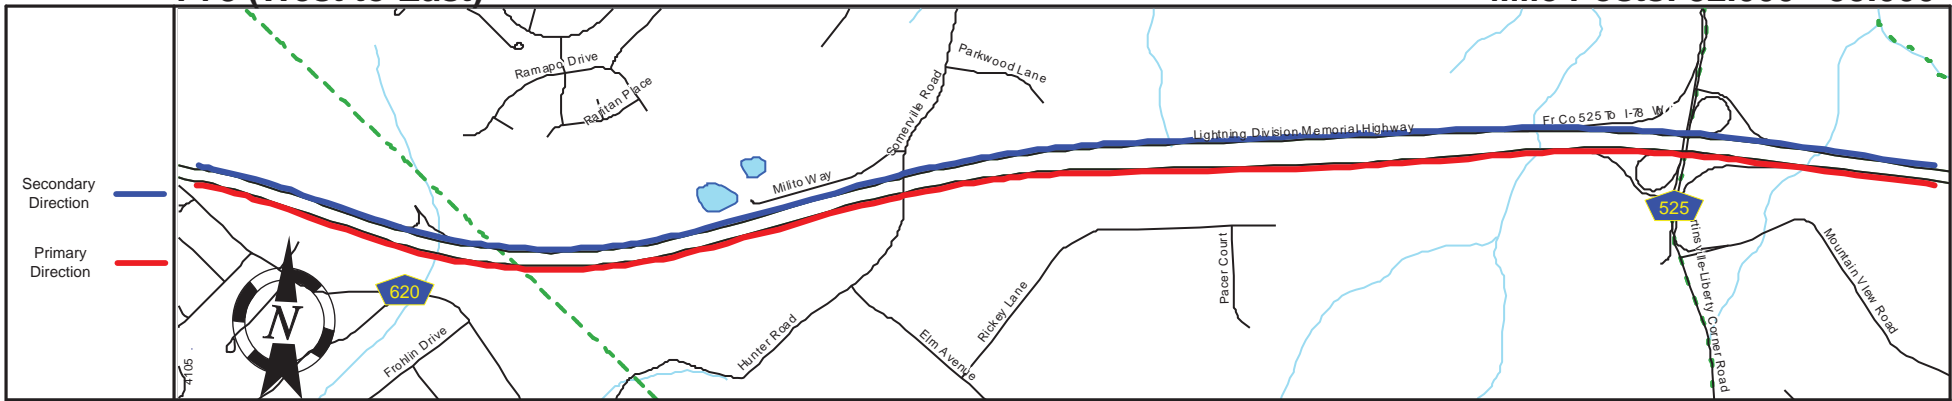 Secondary
Direction
Primary
Direction
Ramapo Drive
Raritan Place
Parkwood Lane
Somerville Road
Milito Way
Lightning Division Memorial Highway
Fr Co 525 To I-78 W
525
620
N
4105
Frohlin Drive
Hunter Road
Elm Avenue
Rickey Lane
Pacer Court
Liberty Corner Road
Mountain View Road